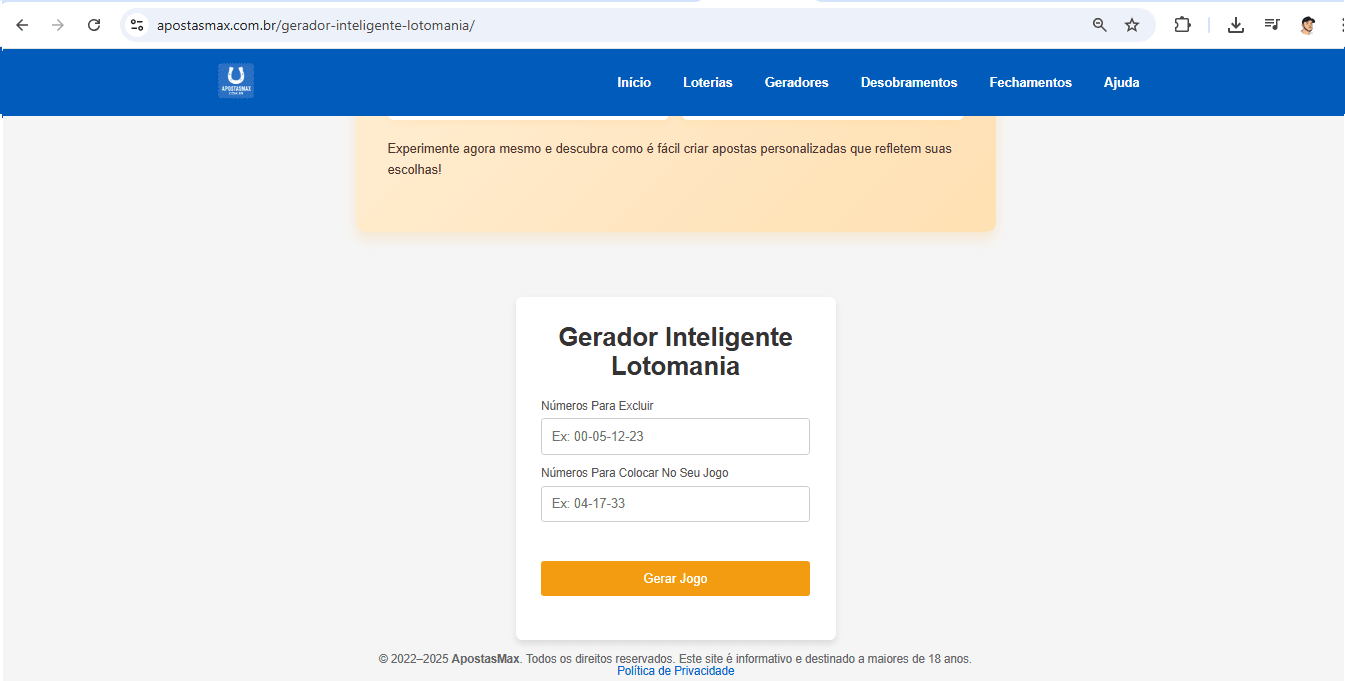 apostasmax.com.br/gerador-inteligente-lotomania/
APOSTASMAX
Início Loterias Geradores Desobramentos Fechamentos Ajuda
Experimente agora mesmo e descubra como é fácil criar apostas personalizadas que refletem suas
escolhas!
Gerador Inteligente
Lotomania
Números Para Excluir
Ex: 00-05-12-23
Números Para Colocar No Seu Jogo
Ex: 04-17-33
Gerar Jogo
© 2022–2025 ApostasMax. Todos os direitos reservados. Este site é informativo e destinado a maiores de 18 anos.
Política de Privacidade